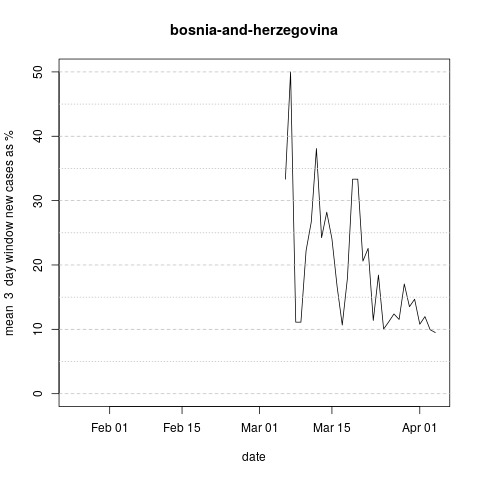 bosnia-and-herzegovina
mean 3 day window new cases as %
50
40
30
20
10
0
Feb 01 Feb 15 Mar 01 Mar 15 Apr 01
date